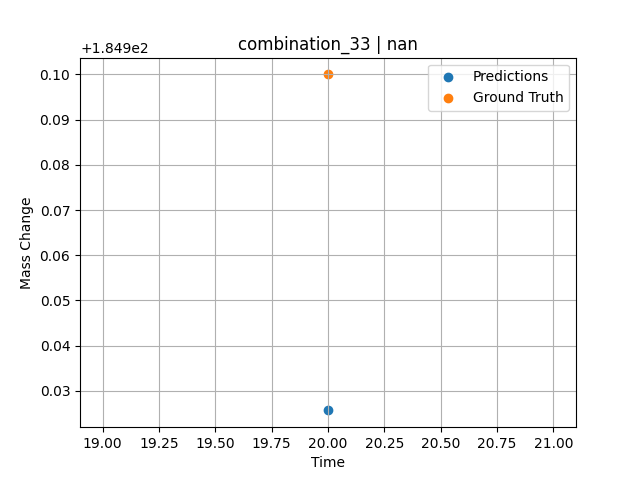 combination_33 | nan
+1.849e2
Predictions
Ground Truth
0.10
0.09
0.08
0.07
0.06
0.05
0.04
0.03
Mass Change
19.00 19.25 19.50 19.75 20.00 20.25 20.50 20.75 21.00
Time